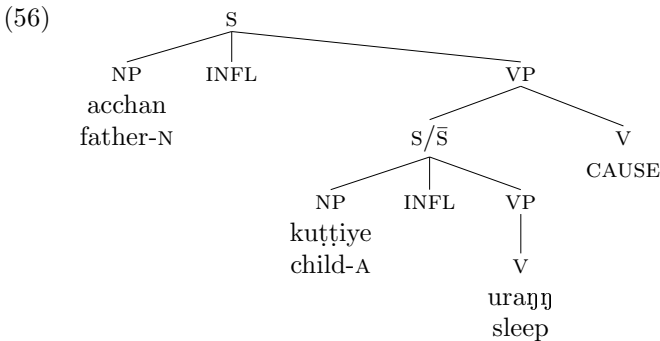 (56) S
NP INFL VP
acchan
father-N
S/S̄ V
CAUSE
NP INFL VP
kuṭṭiye
child-A
V
uraŋŋ
sleep